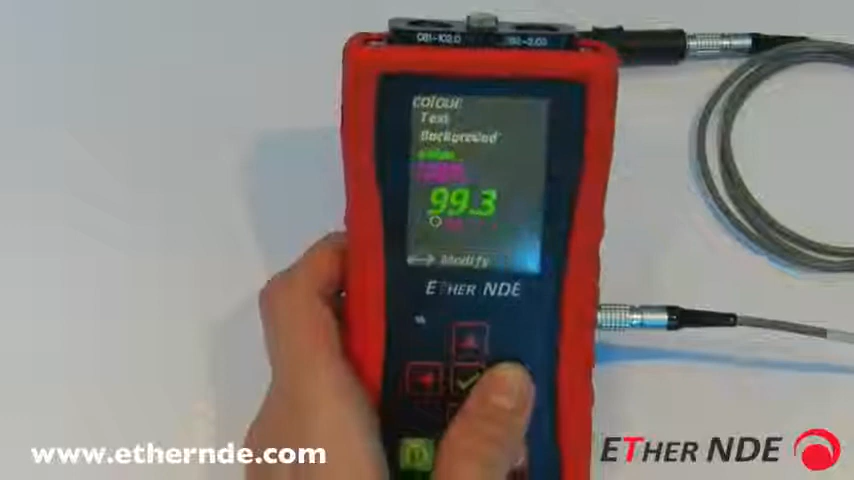 COLOUR
Text
Background
99.3
Modify
ETHER NDE
%
www.ethernde.com
ETHER NDE